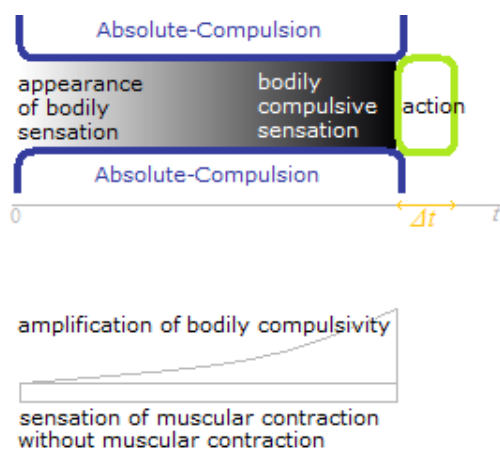 Absolute-Compulsion
appearance
of bodily
sensation
bodily
compulsive
sensation
action
Absolute-Compulsion
0
Δt
t
amplification of bodily compulsivity
sensation of muscular contraction
without muscular contraction